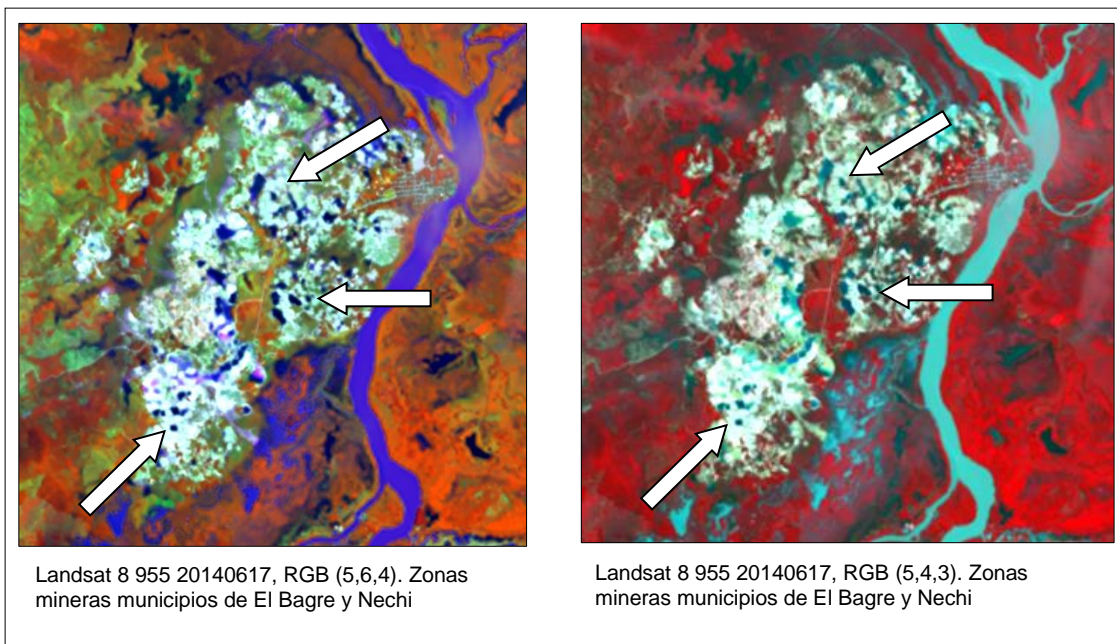 Landsat 8 955 20140617, RGB (5,6,4). Zonas
mineras municipios de El Bagre y Nechi
Landsat 8 955 20140617, RGB (5,4,3). Zonas
mineras municipios de El Bagre y Nechi